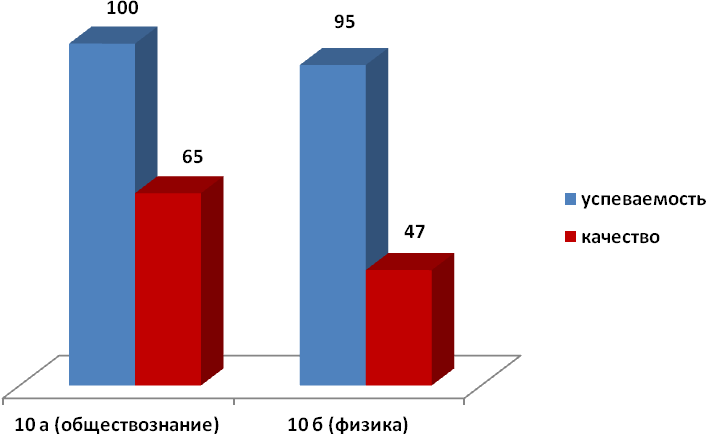 100
95
65
47
успеваемость
качество
10 а (обществознание)
10 б (физика)